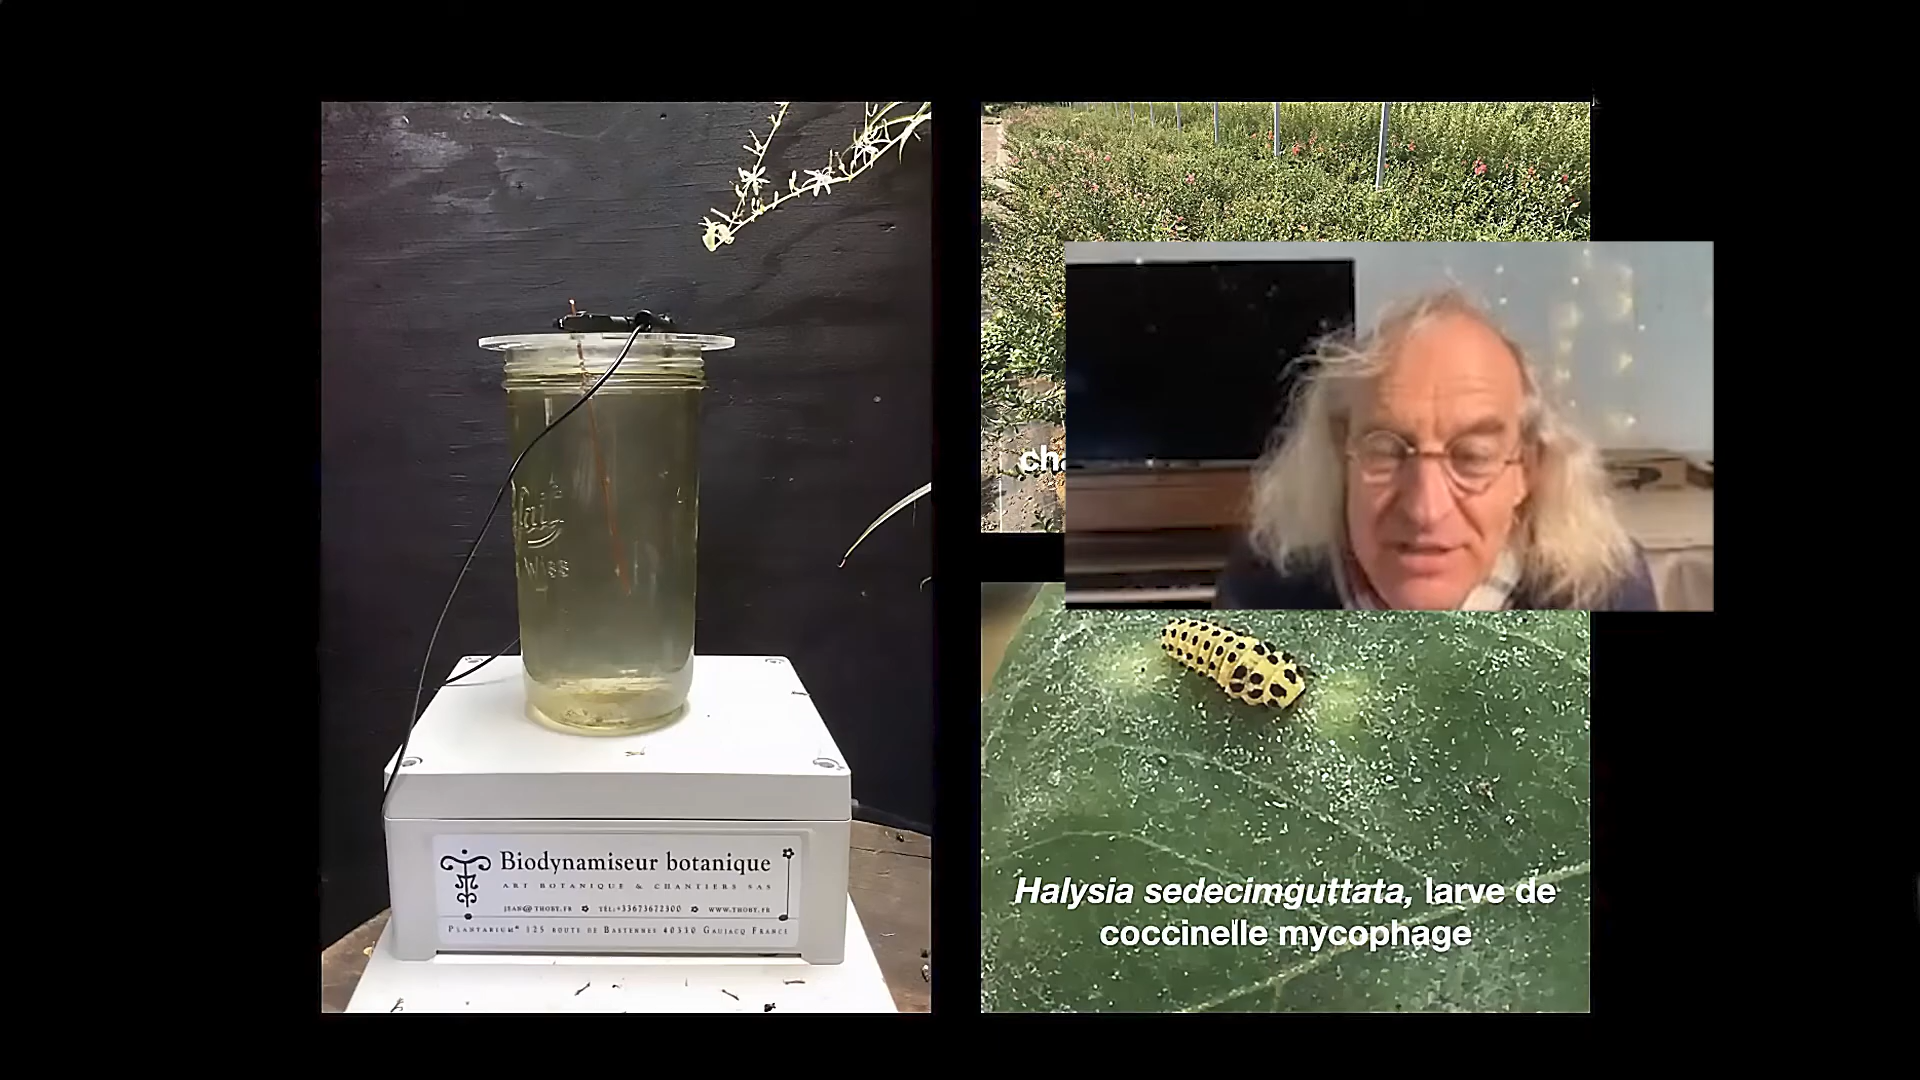 Biodynamiseur botanique
ART BOTANIQUE & CHANTIERS SAS
JEAN@THOBY.FR TÉL:+33673672300 WWW.THOBY.FR
PLANTARIUM® 125 ROUTE DE BASTENNES 40330 GAUJACQ FRANCE
Halysia sedecimguttata, larve de
coccinelle mycophage